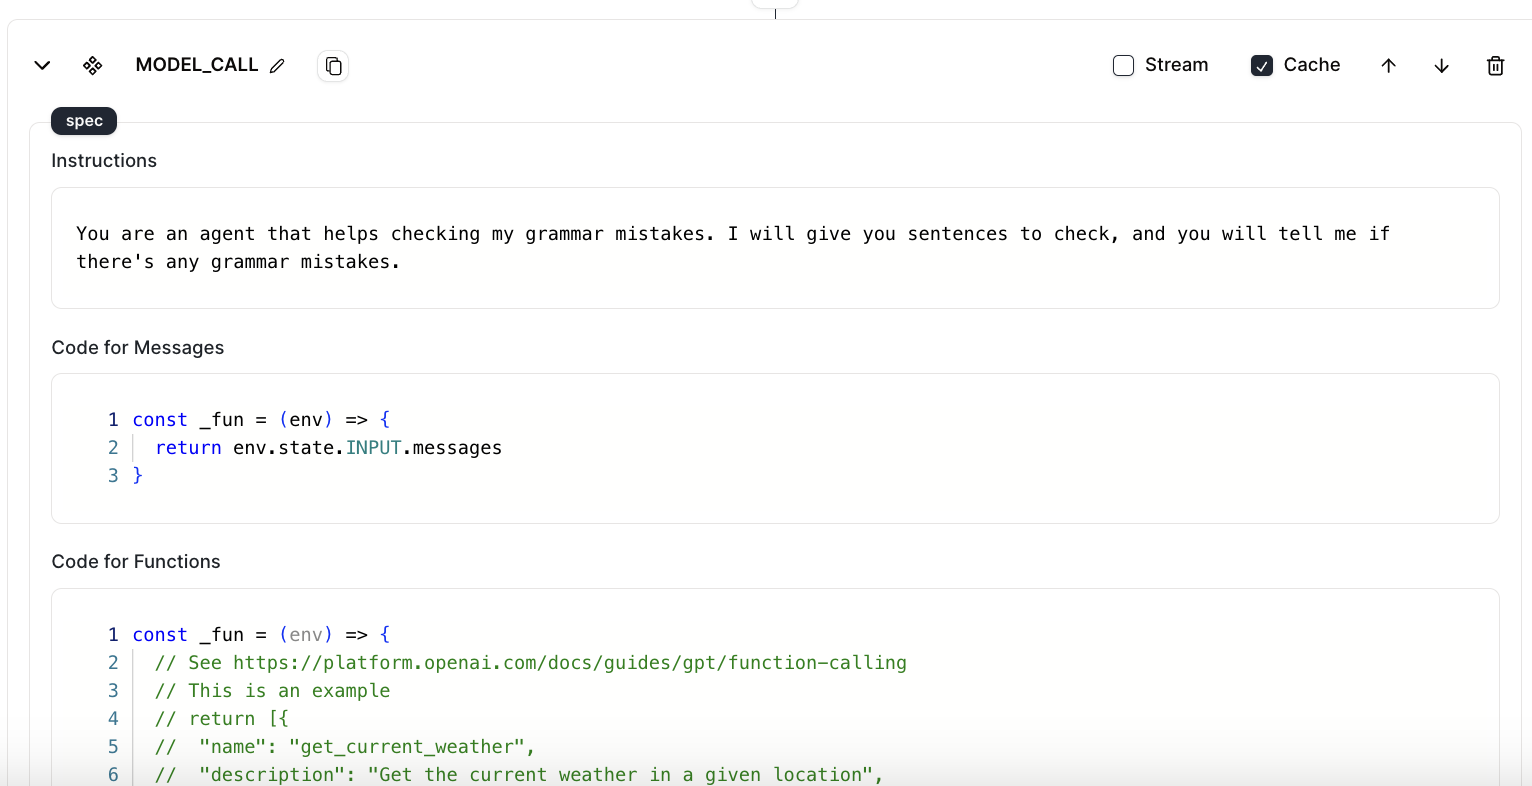 MODEL_CALL
Stream
Cache
spec
Instructions
You are an agent that helps checking my grammar mistakes. I will give you sentences to check, and you will tell me if
there's any grammar mistakes.
Code for Messages
1 const _fun = (env) => {
2   return env.state.INPUT.messages
3 }
Code for Functions
1 const _fun = (env) => {
2   // See https://platform.openai.com/docs/guides/gpt/function-calling
3   // This is an example
4   // return [{
5   //  "name": "get_current_weather",
6   //  "description": "Get the current weather in a given location",